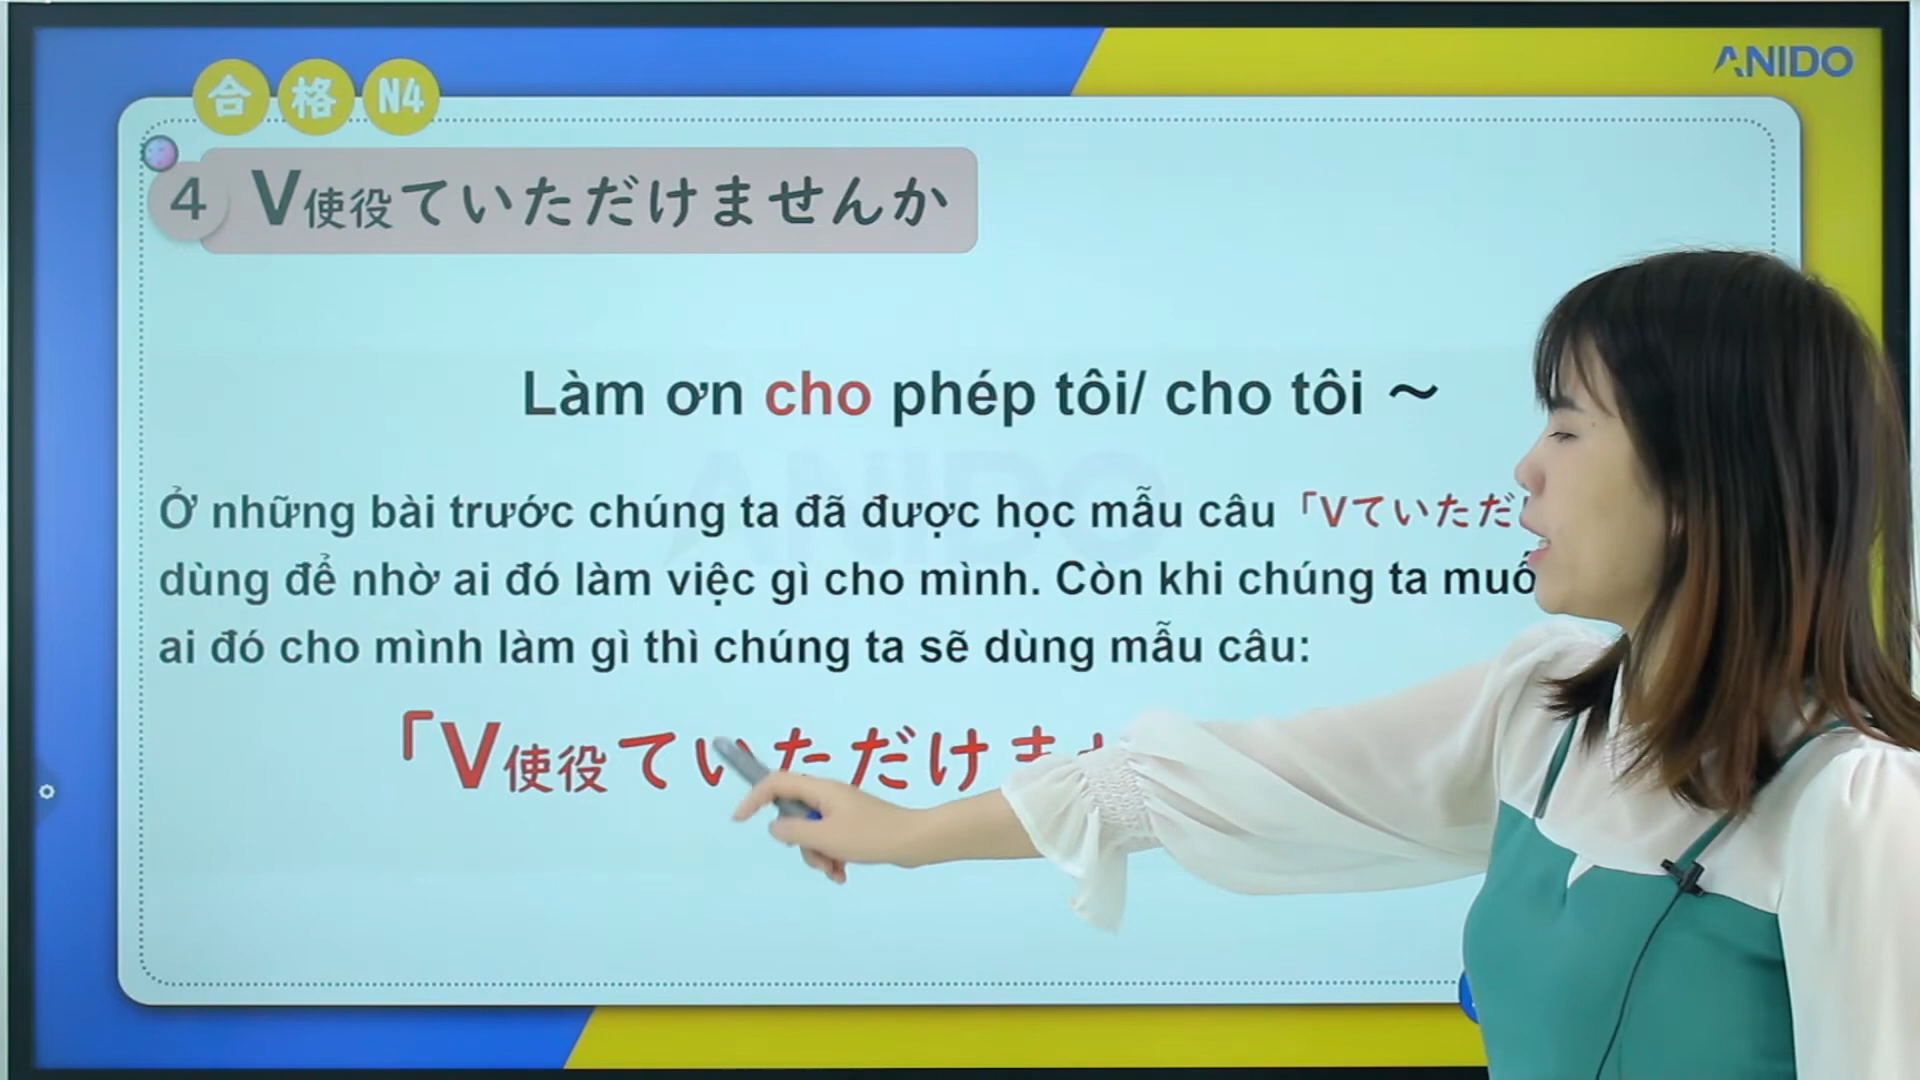 ANIDO
合格N4
4 V使役ていただけませんか
Làm ơn cho phép tôi/ cho tôi ～
Ở những bài trước chúng ta đã được học mẫu câu 「Vていただ
dùng để nhờ ai đó làm việc gì cho mình. Còn khi chúng ta
ai đó cho mình làm gì thì chúng ta sẽ dùng mẫu câu:
「V使役ていただけま